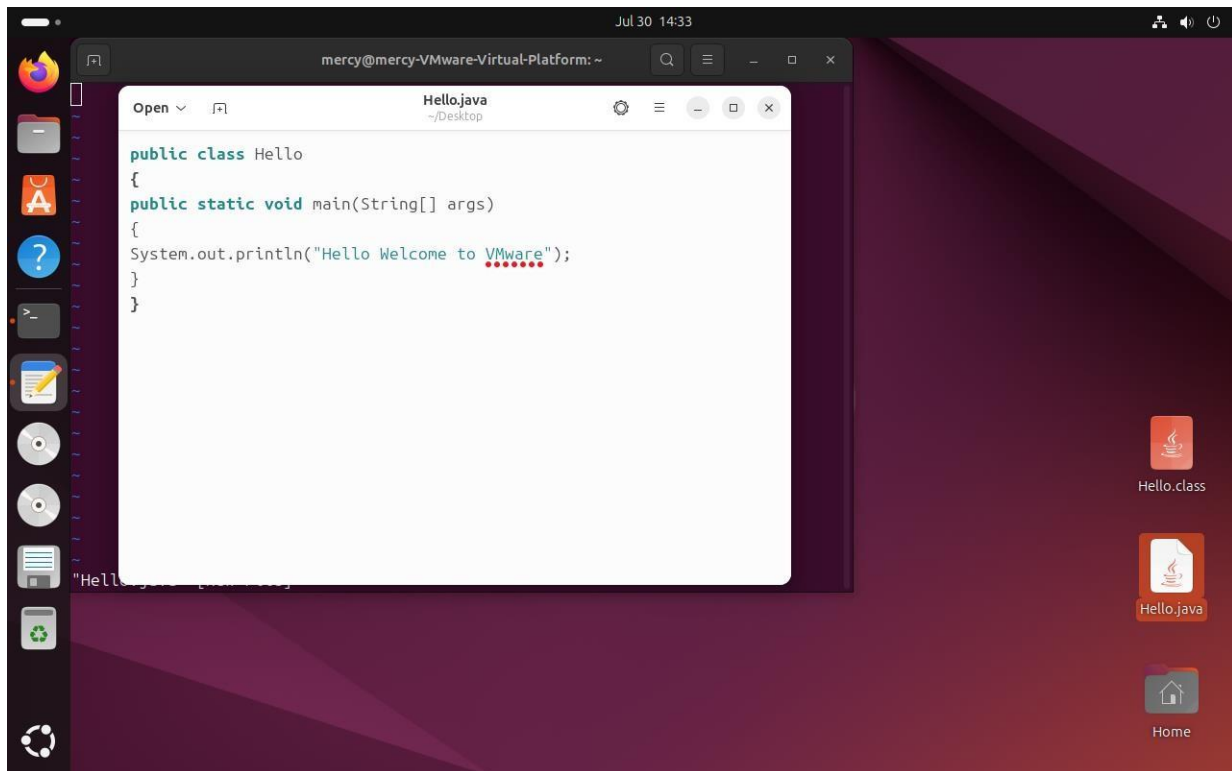 Jul 30 14:33
mercy@mercy-VMware-Virtual-Platform: ~
Open
Hello.java
~/Desktop
public class Hello
{
public static void main(String[] args)
{
System.out.println("Hello Welcome to VMware");
}
}
"Hell
Hello.class
Hello.java
Home